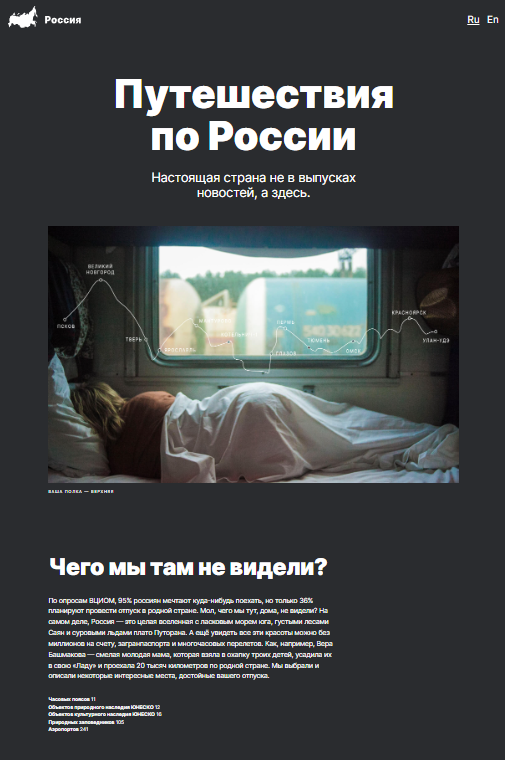 Россия
Ru En
Путешествия
по России
Настоящая страна не в выпусках
новостей, а здесь.
ВЕЛИКИЙ
НОВГОРОД
ПСКОВ
ТВЕРЬ
ЯРОСЛАВЛЬ
ГЛАЗОВ
ПЕРМЬ
ТЮМЕНЬ
ОМСК
КРАСНОЯРСК
УЛАН-УДЭ
ВАША ПОЛКА — ВЕРХНЯЯ
Чего мы там не видели?
По опросам ВЦИОМ, 95% россиян мечтают куда-нибудь поехать, но только 36%
планируют провести отпуск в родной стране. Мол, чего мы тут, дома, не видели? На
самом деле, Россия — это целая вселенная с ласковым морем юга, густыми лесами
Саян и суровыми льдами плато Путорана. А ещё увидеть все эти красоты можно без
миллионов на счету, загранпаспорта и многочасовых перелетов. Как, например, Вера
Башмакова — смелая молодая мама, которая взяла в охапку троих детей, усадила их
в свою «Ладу» и проехала 20 тысяч километров по родной стране. Мы выбрали и
описали некоторые интересные места, достойные вашего отпуска.
Часовых поясов 11
Объектов природного наследия ЮНЕСКО 12
Объектов культурного наследия ЮНЕСКО 16
Природных заповедников 105
Аэропортов 241